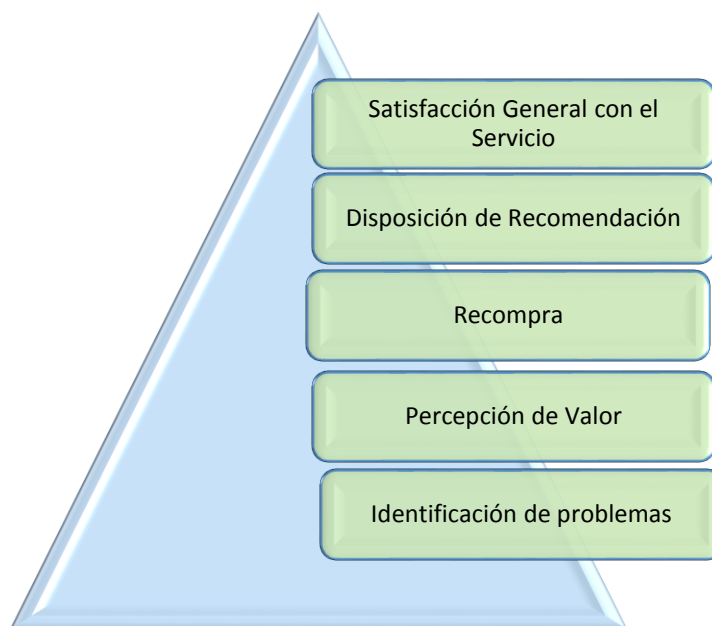 Satisfacción General con el
Servicio
Disposición de Recomendación
Recompra
Percepción de Valor
Identificación de problemas